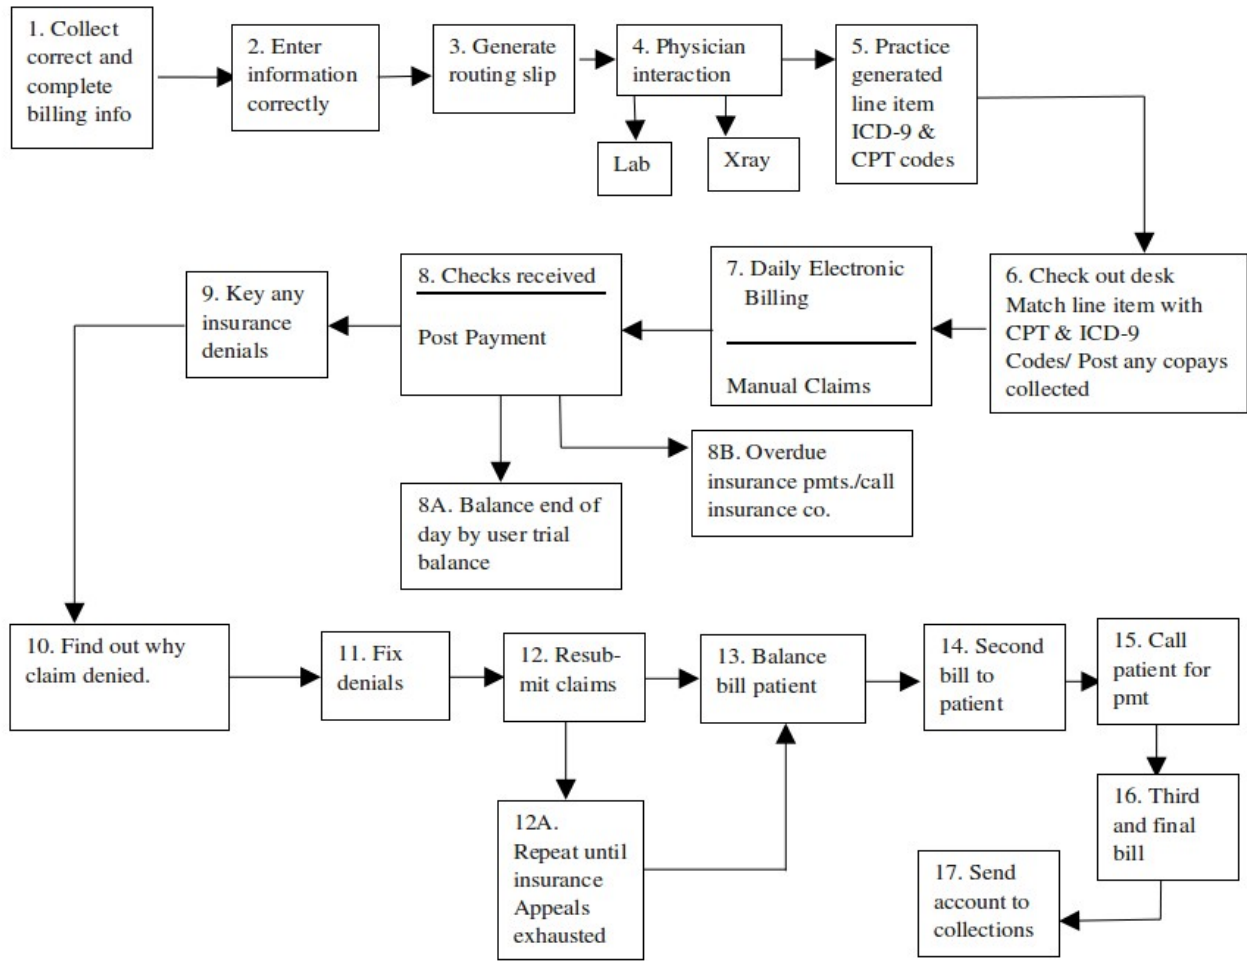 1. Collect
correct and
complete
billing info
2. Enter
information
correctly
3. Generate
routing slip
4. Physician
interaction
Lab
Xray
5. Practice
generated
line item
ICD-9 &
CPT codes
6. Check out desk
Match line item with
CPT & ICD-9
Codes/ Post any copays
collected
7. Daily Electronic
Billing
Manual Claims
8. Checks received
Post Payment
9. Key any
insurance
denials
8A. Balance end of
day by user trial
balance
8B. Overdue
insurance pmts./call
insurance co.
10. Find out why
claim denied.
11. Fix
denials
12. Resub-
mit claims
12A.
Repeat until
insurance
Appeals
exhausted
13. Balance
bill patient
14. Second
bill to
patient
15. Call
patient for
pmt
16. Third
and final
bill
17. Send
account to
collections